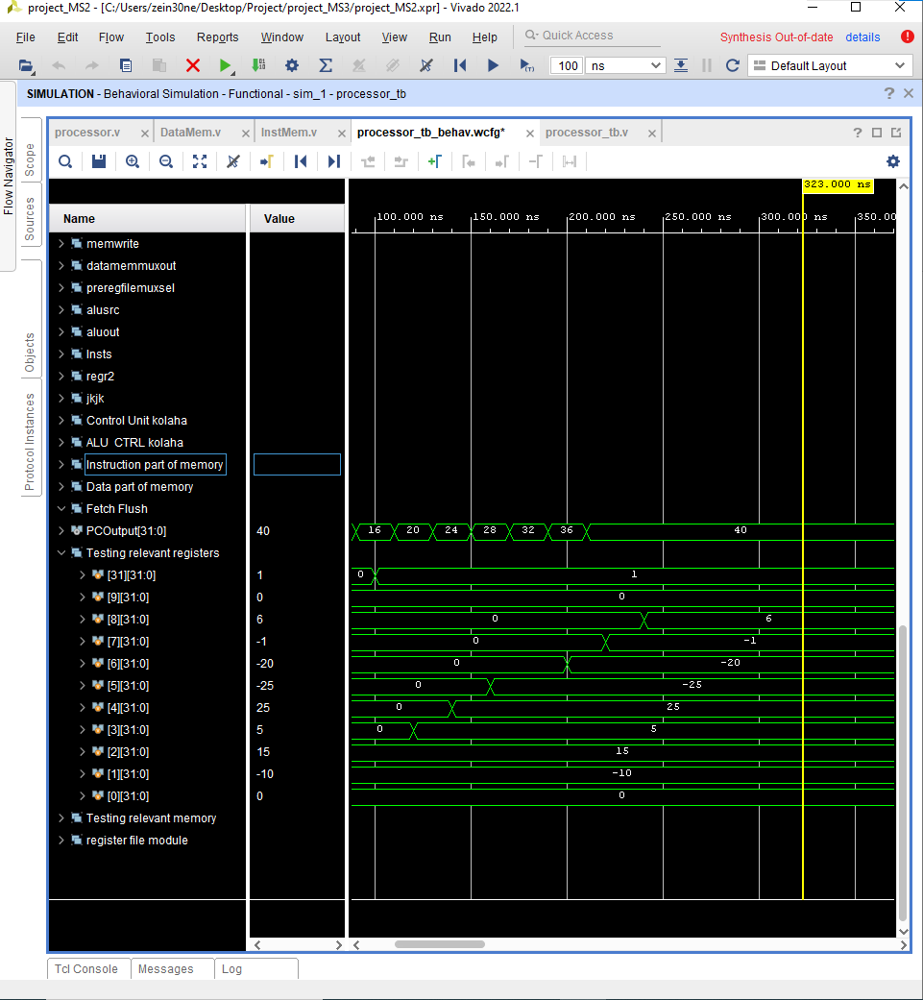 project_MS2 - [C:/Users/zein30ne/Desktop/Project/project_MS3/project_MS2.xpr] - Vivado 2022.1
File Edit Flow Tools Reports Window Layout View Run Help Quick Access Synthesis Out-of-date details
100 ns Default Layout
SIMULATION - Behavioral Simulation - Functional - sim_1 - processor_tb
Flow Navigator
Scope
Sources
Objects
Protocol Instances
processor.v DataMem.v InstMem.v processor_tb_behav.wcfg* processor_tb.v
323.000 ns
Name Value 100.000 ns 150.000 ns 200.000 ns 250.000 ns 300.000 ns 350.00
memwrite
datamemmuxout
preregfilemuxsel
alusrc
aluout
Insts
regr2
jkjk
Control Unit kolaha
ALU CTRL kolaha
Instruction part of memory
Data part of memory
Fetch Flush
PCOutput[31:0] 40 16 20 24 28 32 36 40
Testing relevant registers
[31][31:0] 1 0 1
[9][31:0] 0 0
[8][31:0] 6 0 6
[7][31:0] -1 0 -1
[6][31:0] -20 0 -20
[5][31:0] -25 0 -25
[4][31:0] 25 0 25
[3][31:0] 5 0 5
[2][31:0] 15 15
[1][31:0] -10 -10
[0][31:0] 0 0
Testing relevant memory
register file module
Tcl Console Messages Log